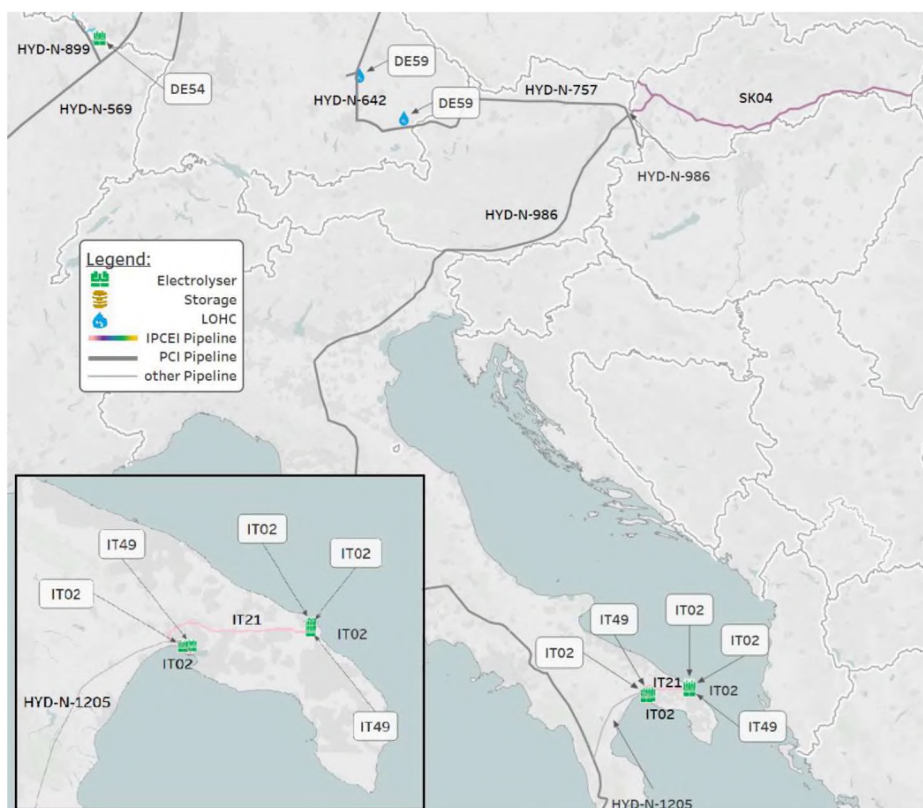 HYD-N-899
DE54
HYD-N-569
DE59
HYD-N-642
DE59
HYD-N-757
SK04
HYD-N-986
HYD-N-986
Legend:
Electrolyser
Storage
LOHC
IPCEI Pipeline
PCI Pipeline
other Pipeline
IT49
IT02
IT02
IT02
IT21
IT02
IT02
HYD-N-1205
IT49
IT49
IT02
IT02
IT02
IT21
IT02
IT02
IT49
HYD-N-1205